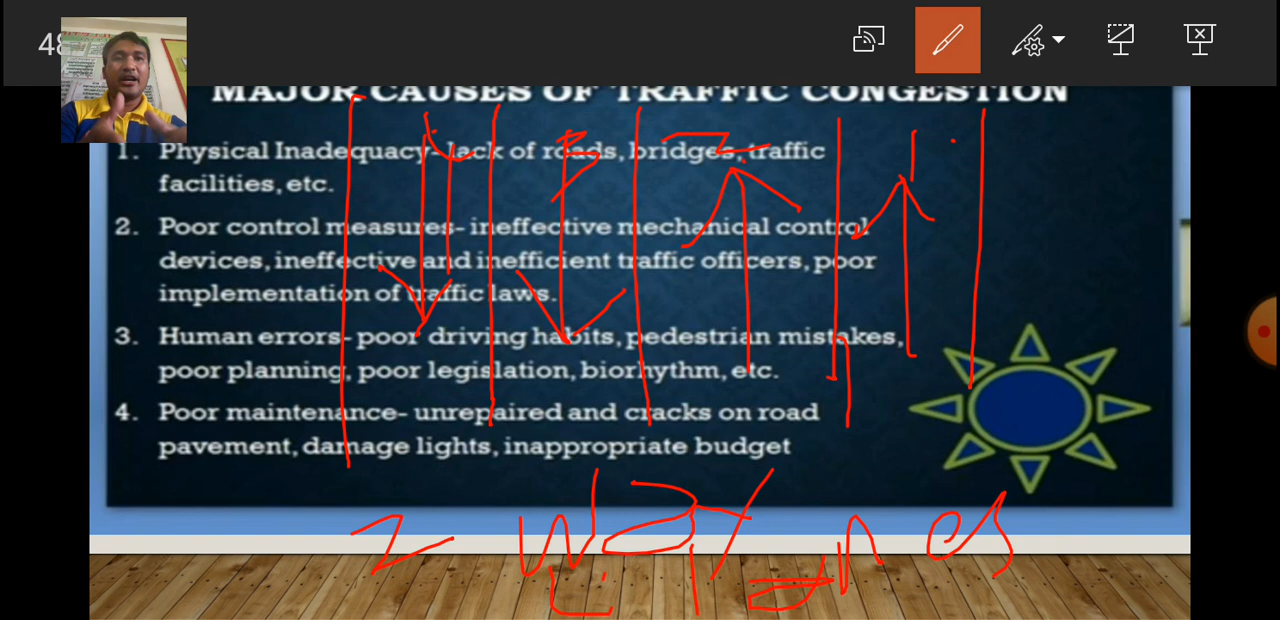 48
MAJOR CAUSES OF TRAFFIC CONGESTION
1. Physical Inadequacy- lack of roads, bridges, traffic
facilities, etc.
2. Poor control measures- ineffective mechanical control
devices, ineffective and inefficient traffic officers, poor
implementation of traffic laws.
3. Human errors- poor driving habits, pedestrian mistakes,
poor planning, poor legislation, biorhythm, etc.
4. Poor maintenance- unrepaired and cracks on road
pavement, damage lights, inappropriate budget
2 way